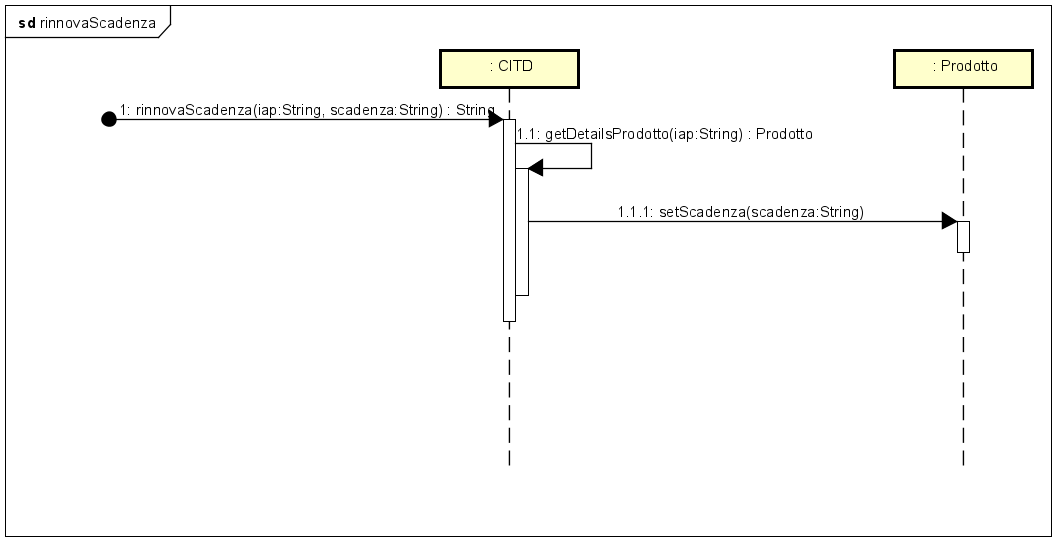 sd rinnovaScadenza
: CITD
: Prodotto
1: rinnovaScadenza(iap:String, scadenza:String) : String
1.1: getDetailsProdotto(iap:String) : Prodotto
1.1.1: setScadenza(scadenza:String)